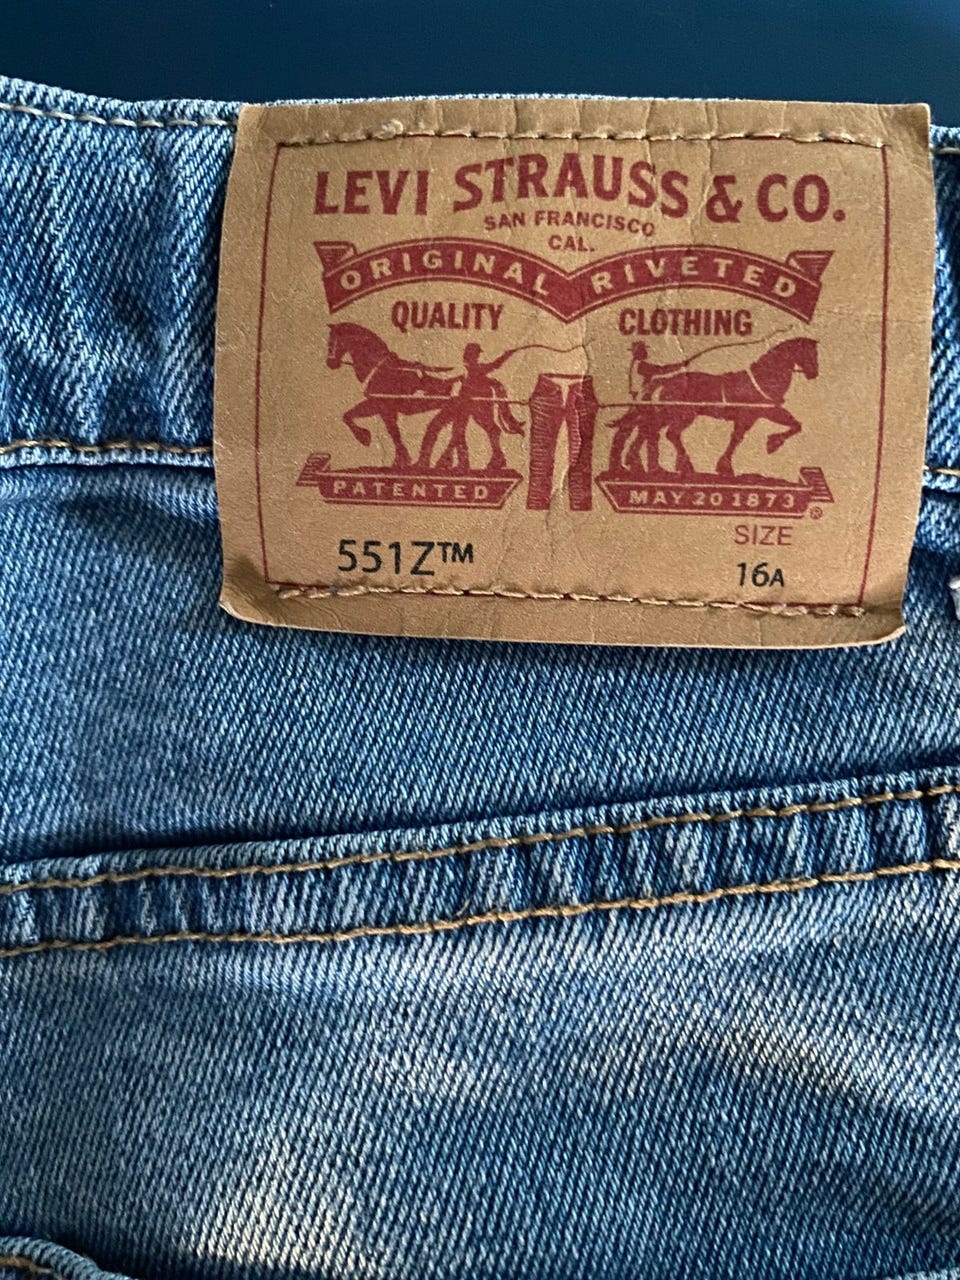 LEVI STRAUSS & CO.
SAN FRANCISCO
CAL.
ORIGINAL RIVETED
QUALITY CLOTHING
PATENTED MAY 20 1873 ®
SIZE
551Z™ 16A